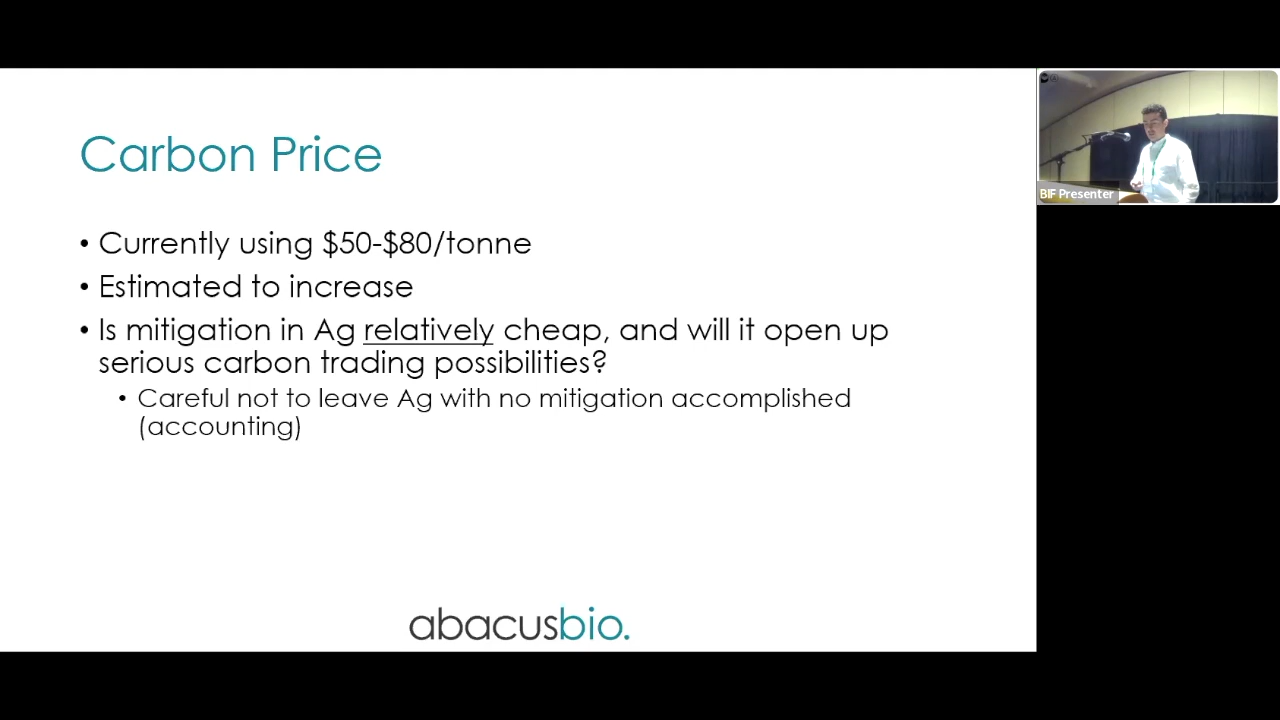 Carbon Price
• Currently using $50-$80/tonne
• Estimated to increase
• Is mitigation in Ag relatively cheap, and will it open up
serious carbon trading possibilities?
• Careful not to leave Ag with no mitigation accomplished
(accounting)
abacusbio.
BIF Presenter